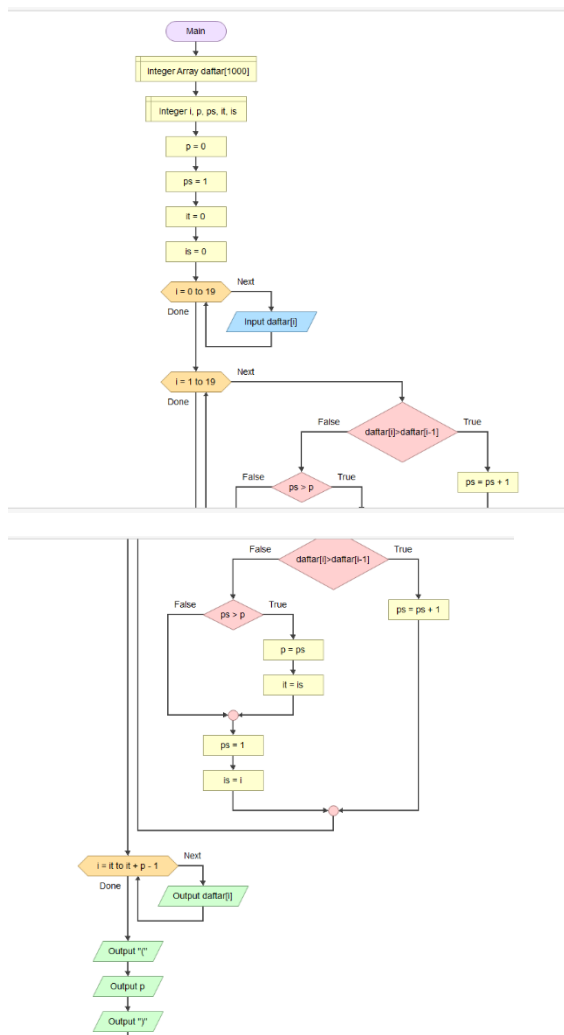 Main
Integer Array daftar[1000]
Integer i, p, ps, it, is
p = 0
ps = 1
it = 0
is = 0
i = 0 to 19
Next
Done
Input daftar[i]
i = 1 to 19
Next
Done
False
daftar[i]>daftar[i-1]
True
False
ps > p
True
ps = ps + 1
False
daftar[i]>daftar[i-1]
True
False
ps > p
True
ps = ps + 1
p = ps
it = is
ps = 1
is = i
i = it to it + p - 1
Next
Done
Output daftar[i]
Output "("
Output p
Output ")"